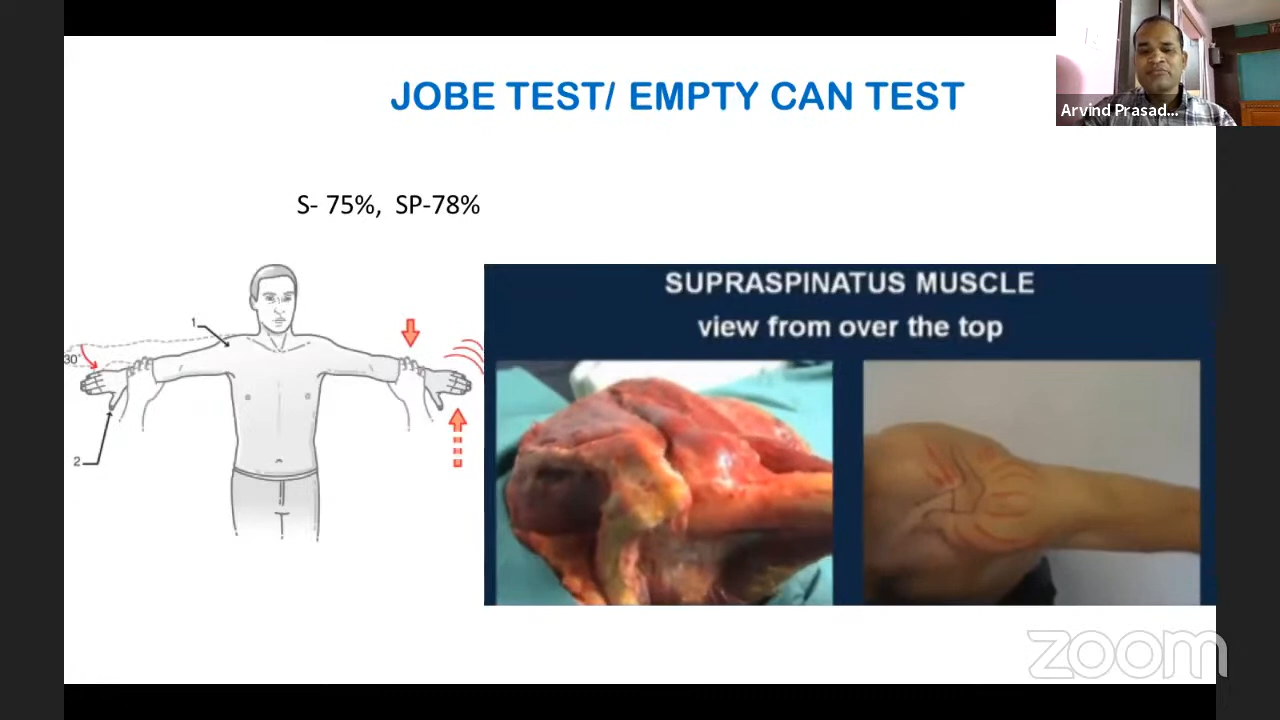 JOBE TEST/ EMPTY CAN TEST
Arvind Prasad...
S- 75%, SP-78%
SUPRASPINATUS MUSCLE
view from over the top
1
30°
2
zoom